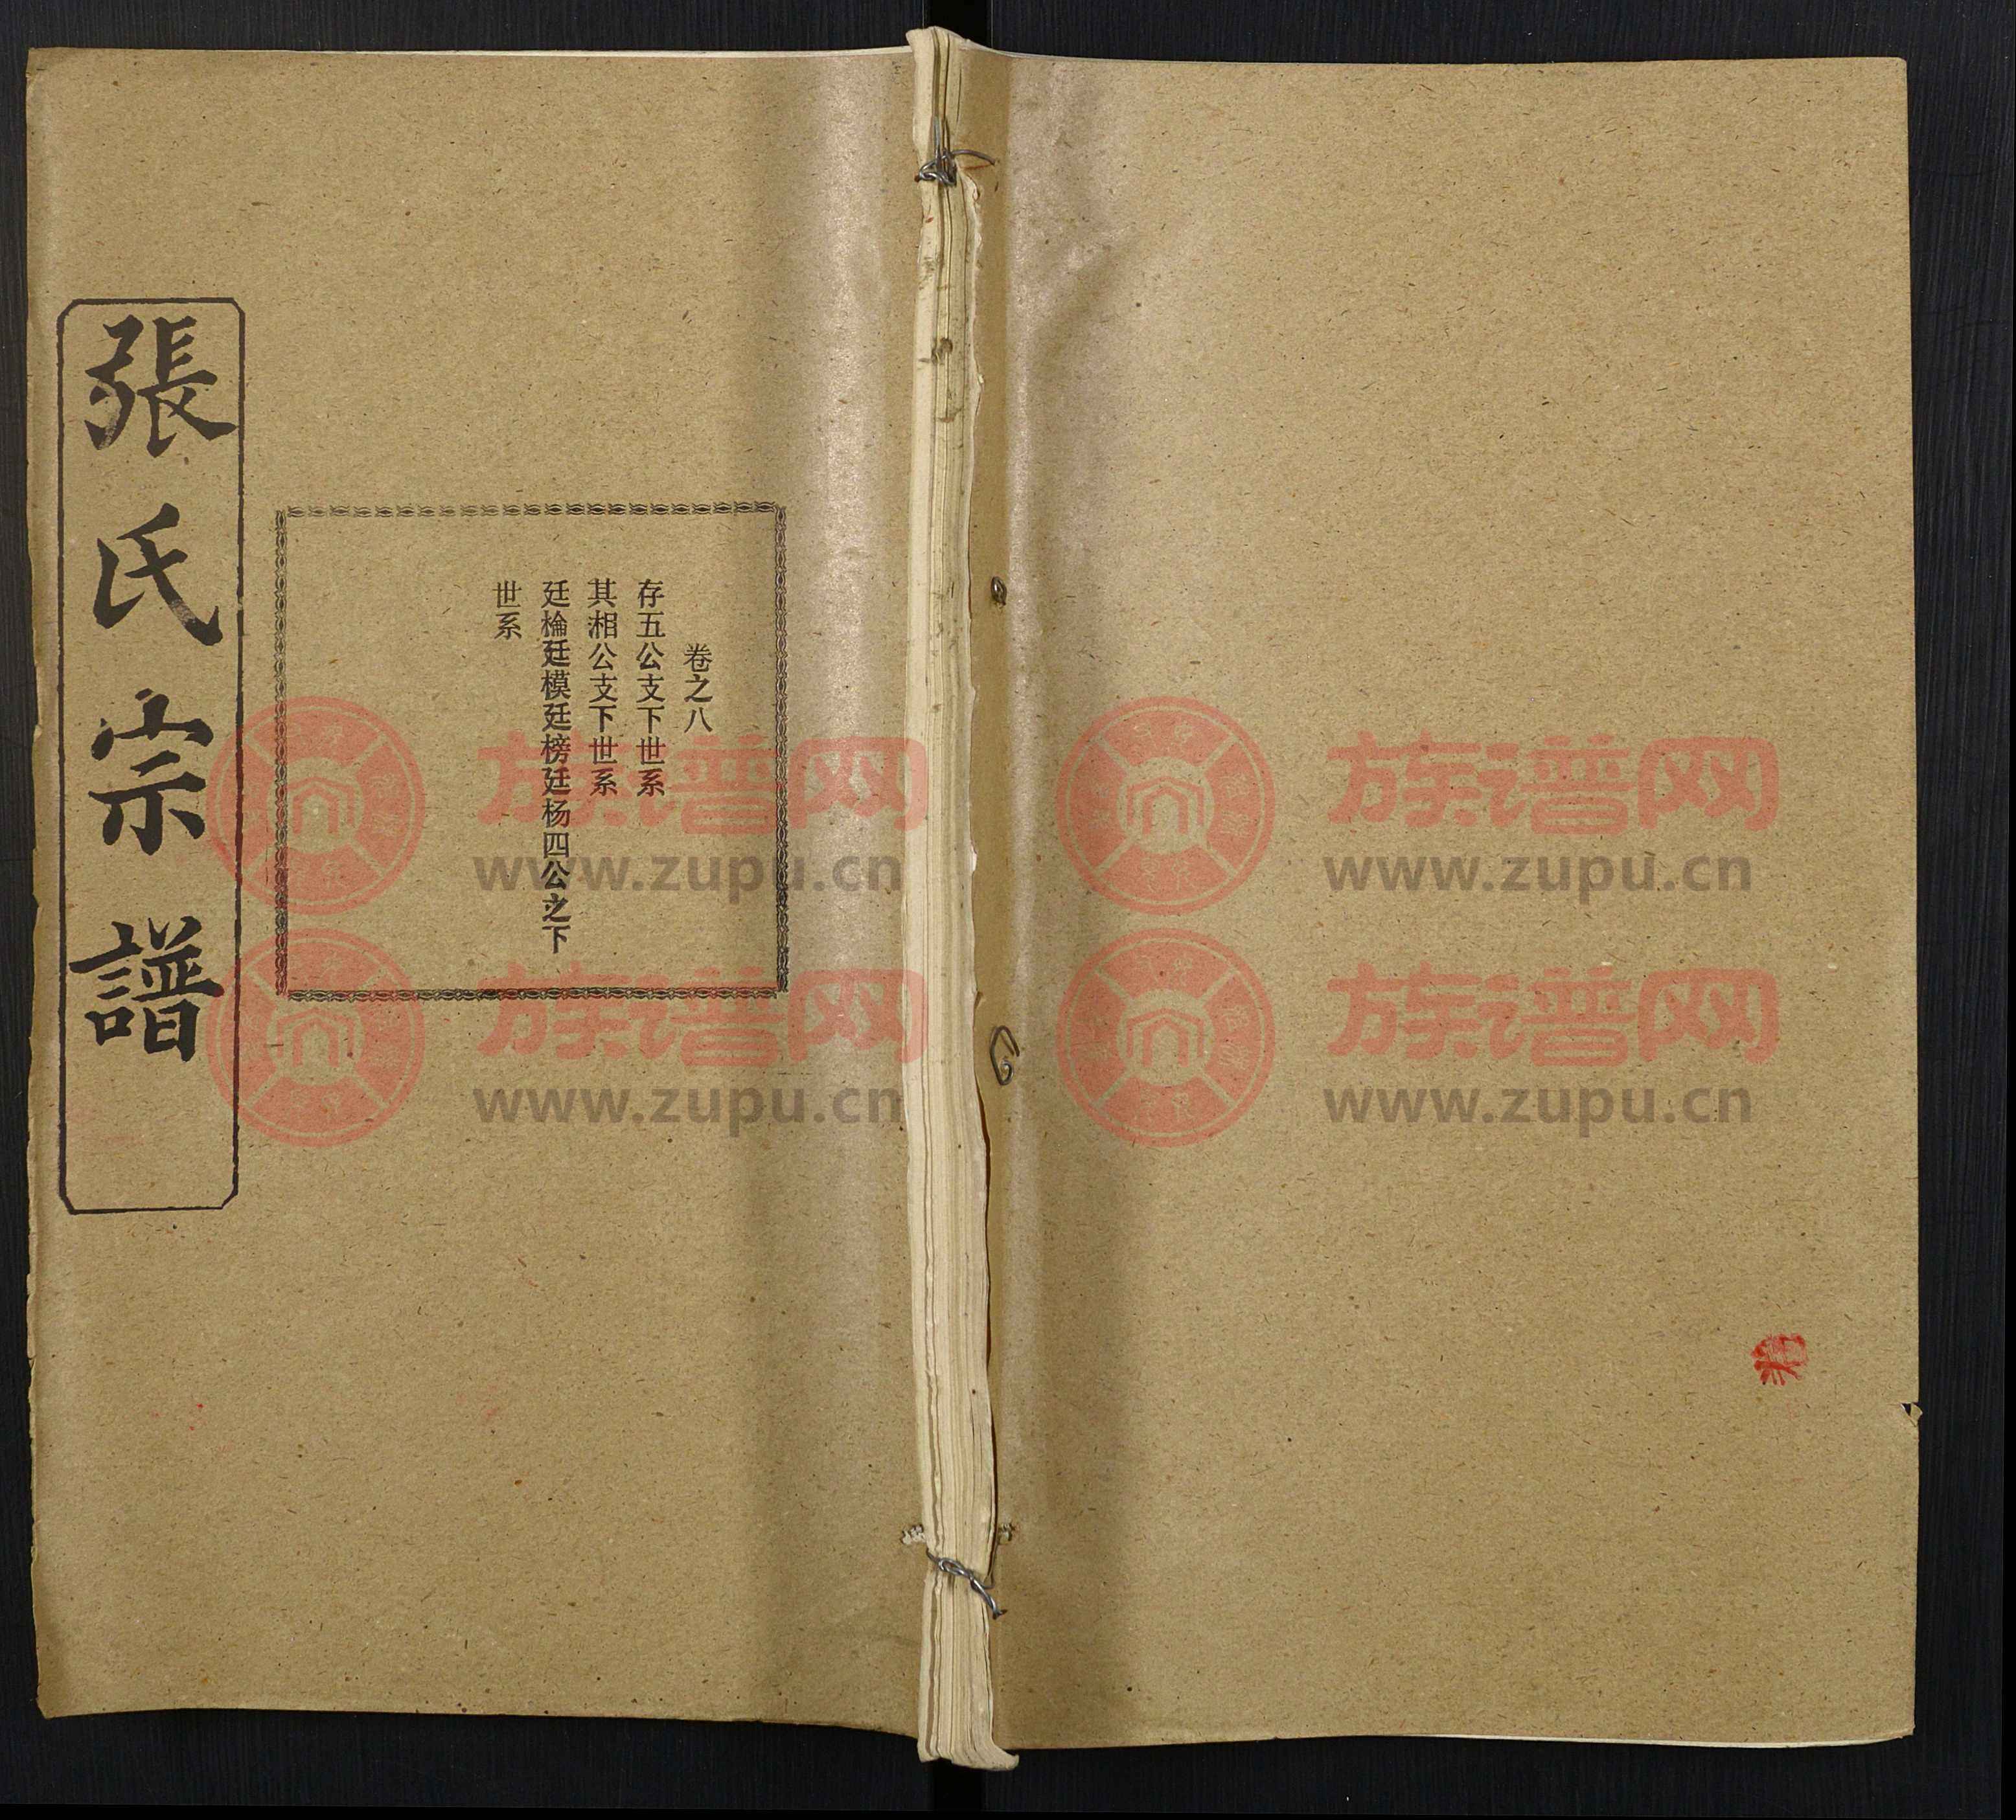 張氏宗譜
卷之八
存五公支下世系
其湘公支下世系
廷棆廷模廷榜廷杨四公之下
世系
族谱网
www.zupu.cn
族谱网
www.zupu.cn
族谱网
www.zupu.cn
族谱网
www.zupu.cn